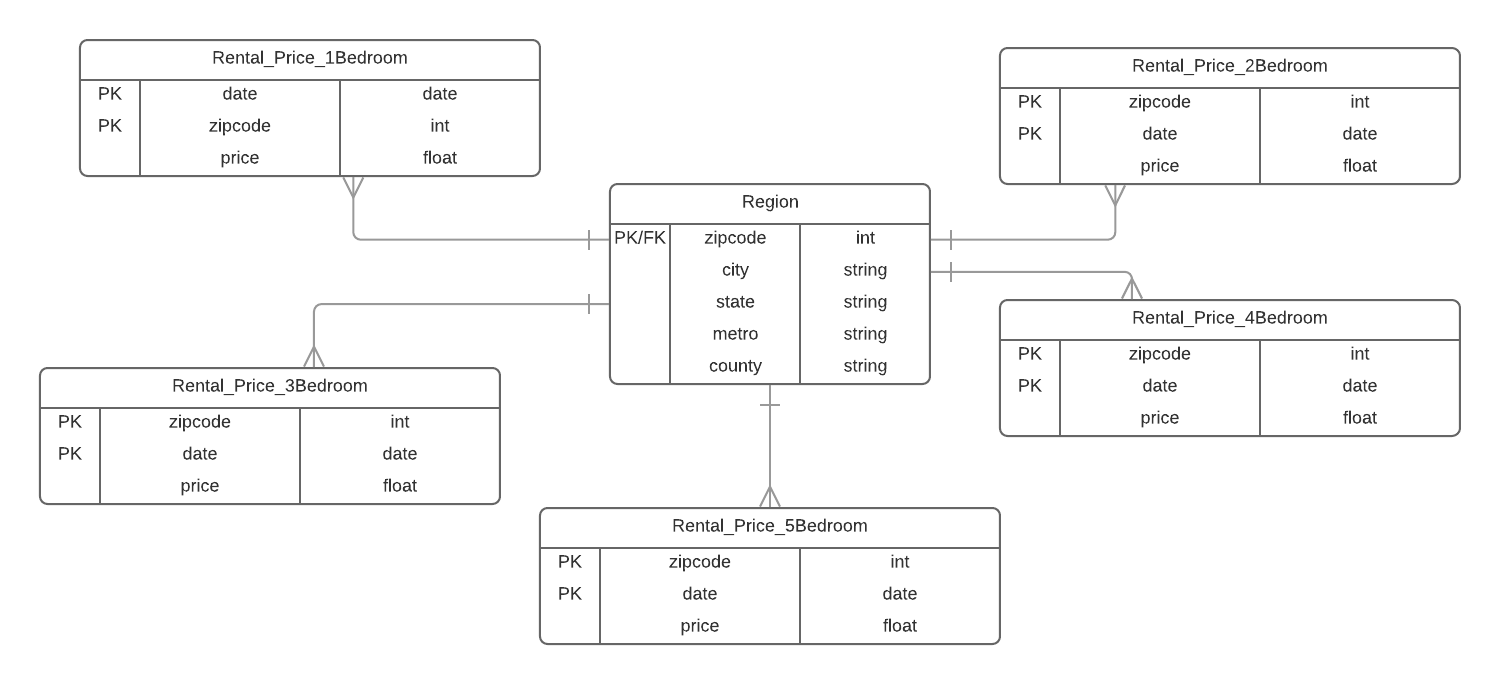 Rental_Price_1Bedroom
PK date date
PK zipcode int
price float
Rental_Price_2Bedroom
PK zipcode int
PK date date
price float
Region
PK/FK zipcode int
city string
state string
metro string
county string
Rental_Price_3Bedroom
PK zipcode int
PK date date
price float
Rental_Price_4Bedroom
PK zipcode int
PK date date
price float
Rental_Price_5Bedroom
PK zipcode int
PK date date
price float